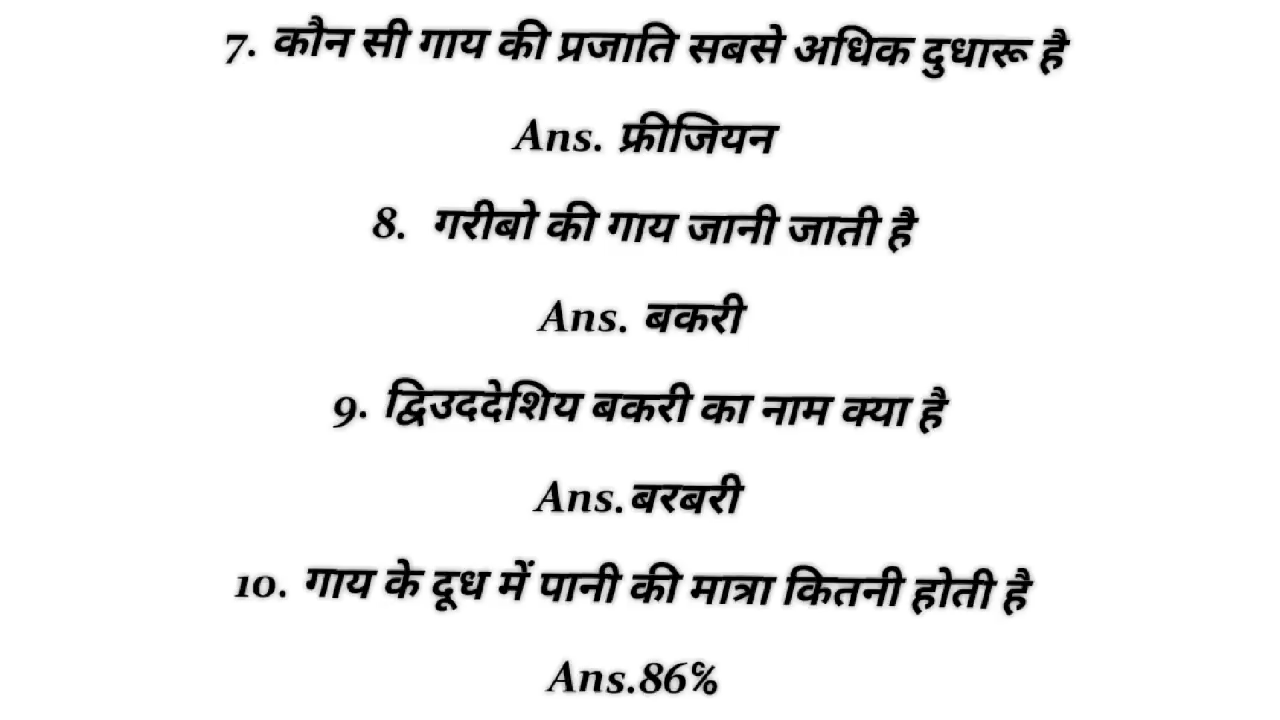 7. कौन सी गाय की प्रजाति सबसे अधिक दुधारू है
Ans. फ्रीजियन
8. गरीबो की गाय जानी जाती है
Ans. बकरी
9. द्विउददेशिय बकरी का नाम क्या है
Ans.बरबरी
10. गाय के दूध में पानी की मात्रा कितनी होती है
Ans.86%